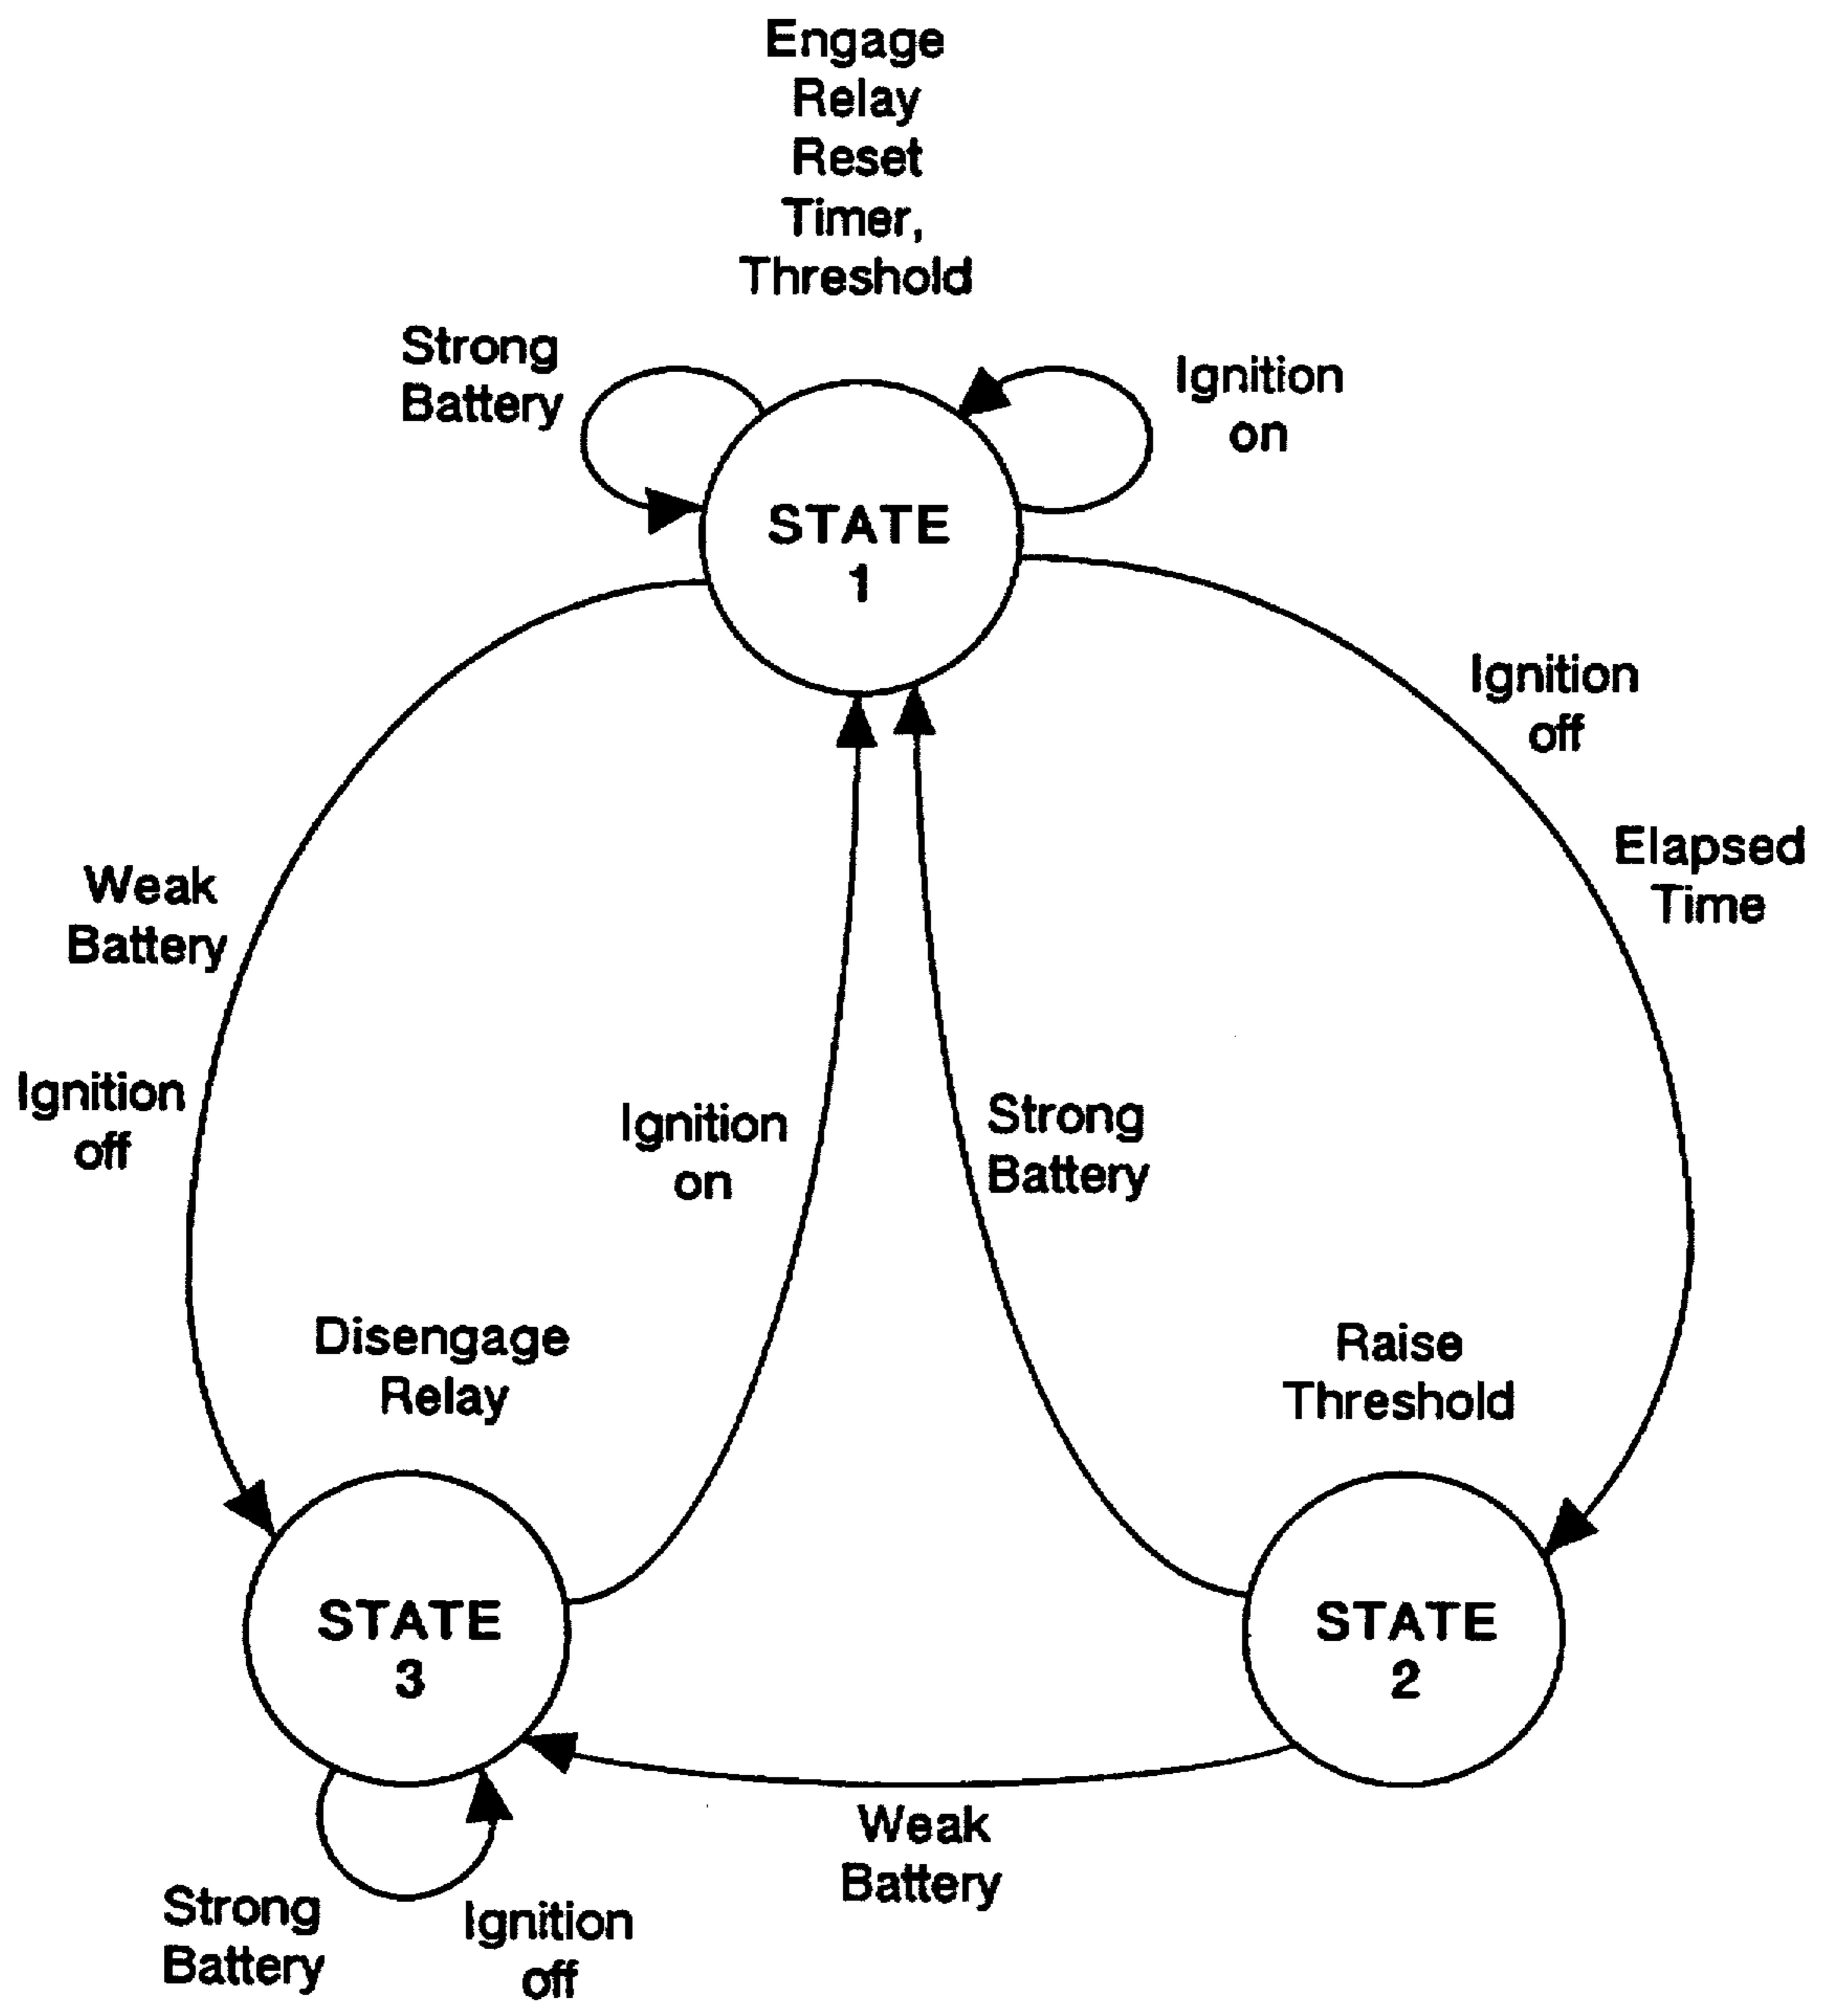 Engage
Relay
Reset
Timer,
Threshold
Strong
Battery
Ignition
on
STATE
1
Ignition
off
Elapsed
Time
Weak
Battery
Ignition
off
Ignition
on
Strong
Battery
Disengage
Relay
Raise
Threshold
STATE
3
STATE
2
Weak
Battery
Strong
Battery
Ignition
off